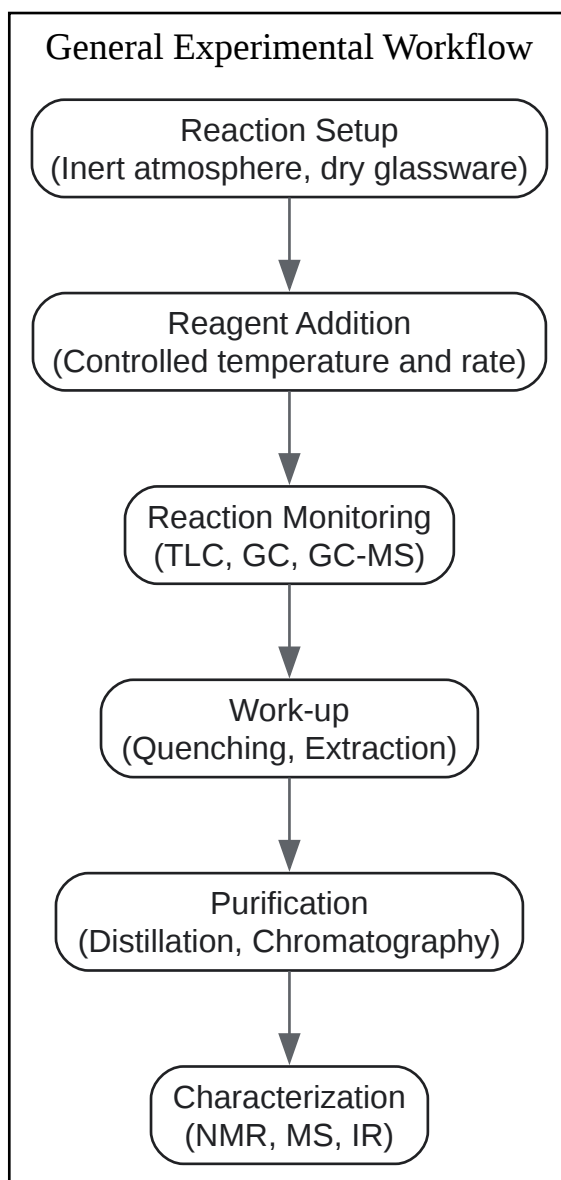 General Experimental Workflow
Reaction Setup
(Inert atmosphere, dry glassware)
Reagent Addition
(Controlled temperature and rate)
Reaction Monitoring
(TLC, GC, GC-MS)
Work-up
(Quenching, Extraction)
Purification
(Distillation, Chromatography)
Characterization
(NMR, MS, IR)